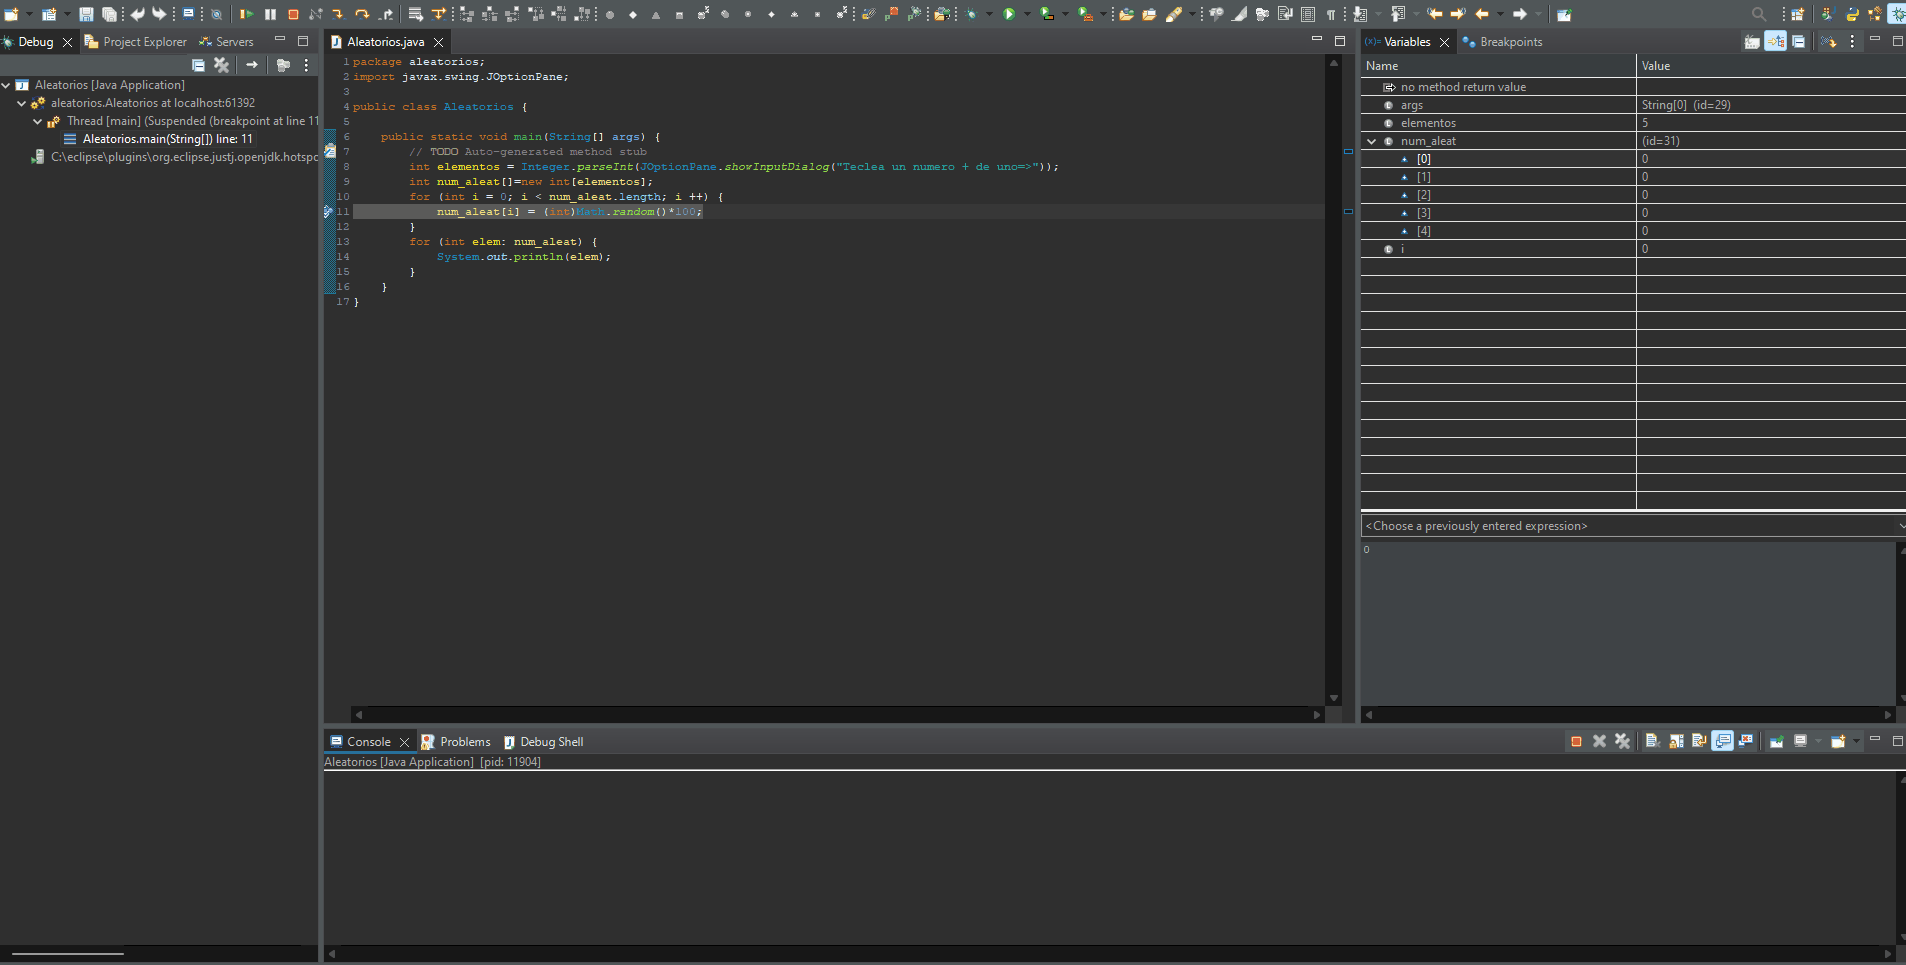 Debug
Project Explorer
Servers
Aleatorios [Java Application]
aleatorios.Aleatorios at localhost:61392
Thread [main] (Suspended (breakpoint at line 11
Aleatorios.main(String[]) line: 11
C:\eclipse\plugins\org.eclipse.justj.openjdk.hotspo
Aleatorios.java
1 package aleatorios;
2 import javax.swing.JOptionPane;
3
4 public class Aleatorios {
5
6     public static void main(String[] args) {
7         // TODO Auto-generated method stub
8         int elementos = Integer.parseInt(JOptionPane.showInputDialog("Teclea un numero + de uno=>"));
9         int num_aleat[]=new int[elementos];
10         for (int i = 0; i < num_aleat.length; i ++) {
11             num_aleat[i] = (int)Math.random()*100;
12         }
13         for (int elem: num_aleat) {
14             System.out.println(elem);
15         }
16     }
17 }
(x)= Variables
Breakpoints
Name Value
no method return value
args String[0] (id=29)
elementos 5
num_aleat (id=31)
[0] 0
[1] 0
[2] 0
[3] 0
[4] 0
i 0
<Choose a previously entered expression>
0
Console
Problems
Debug Shell
Aleatorios [Java Application] [pid: 11904]